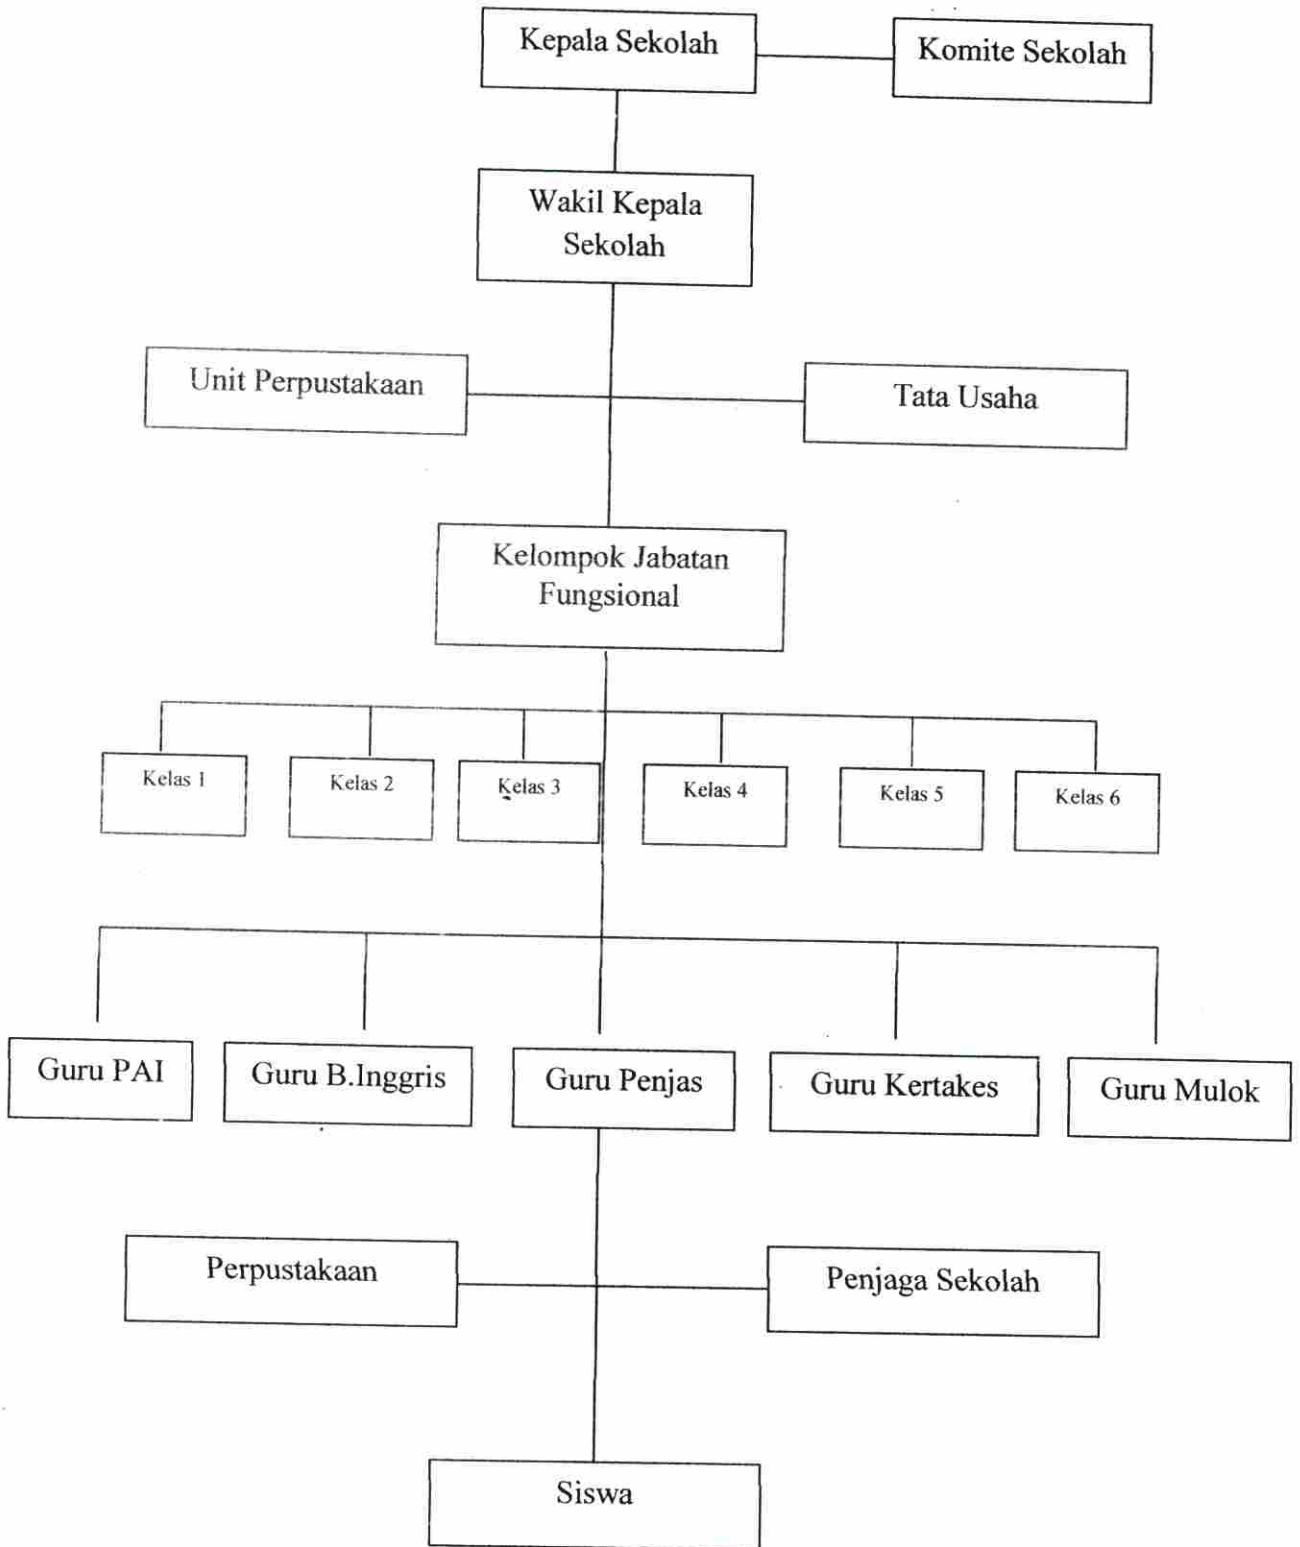 Kepala Sekolah
Komite Sekolah
Wakil Kepala
Sekolah
Unit Perpustakaan
Tata Usaha
Kelompok Jabatan
Fungsional
Kelas 1
Kelas 2
Kelas 3
Kelas 4
Kelas 5
Kelas 6
Guru PAI
Guru B.Inggris
Guru Penjas
Guru Kertakes
Guru Mulok
Perpustakaan
Penjaga Sekolah
Siswa